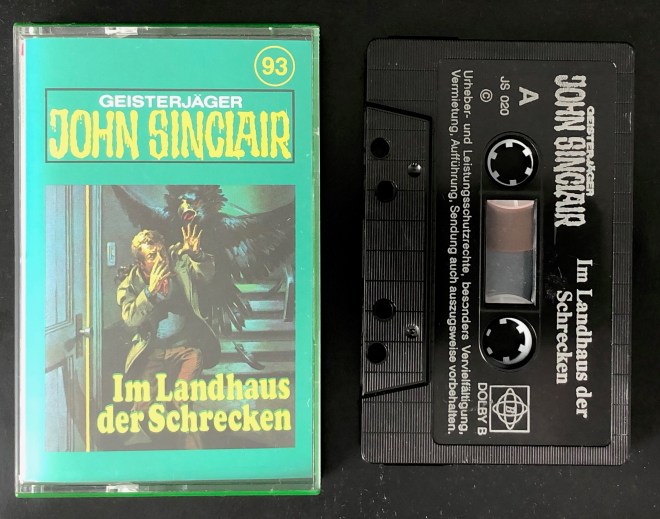 93
GEISTERJÄGER
JOHN SINCLAIR
Im Landhaus
der Schrecken
GEISTERJÄGER
JOHN SINCLAIR
Im Landhaus der
Schrecken
A
JS 020
©
DOLBY B
Urheber- und Leistungsschutzrechte, besonders Vervielfältigung,
Vermietung, Aufführung, Sendung auch auszugsweise vorbehalten.